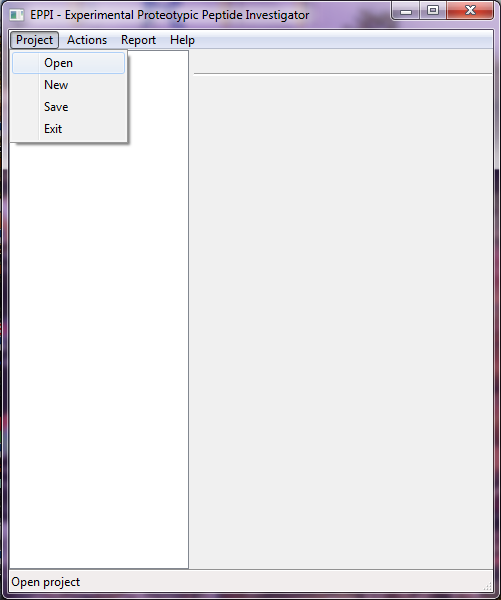 EPPI - Experimental Proteotypic Peptide Investigator
Project Actions Report Help
Open
New
Save
Exit
Open project